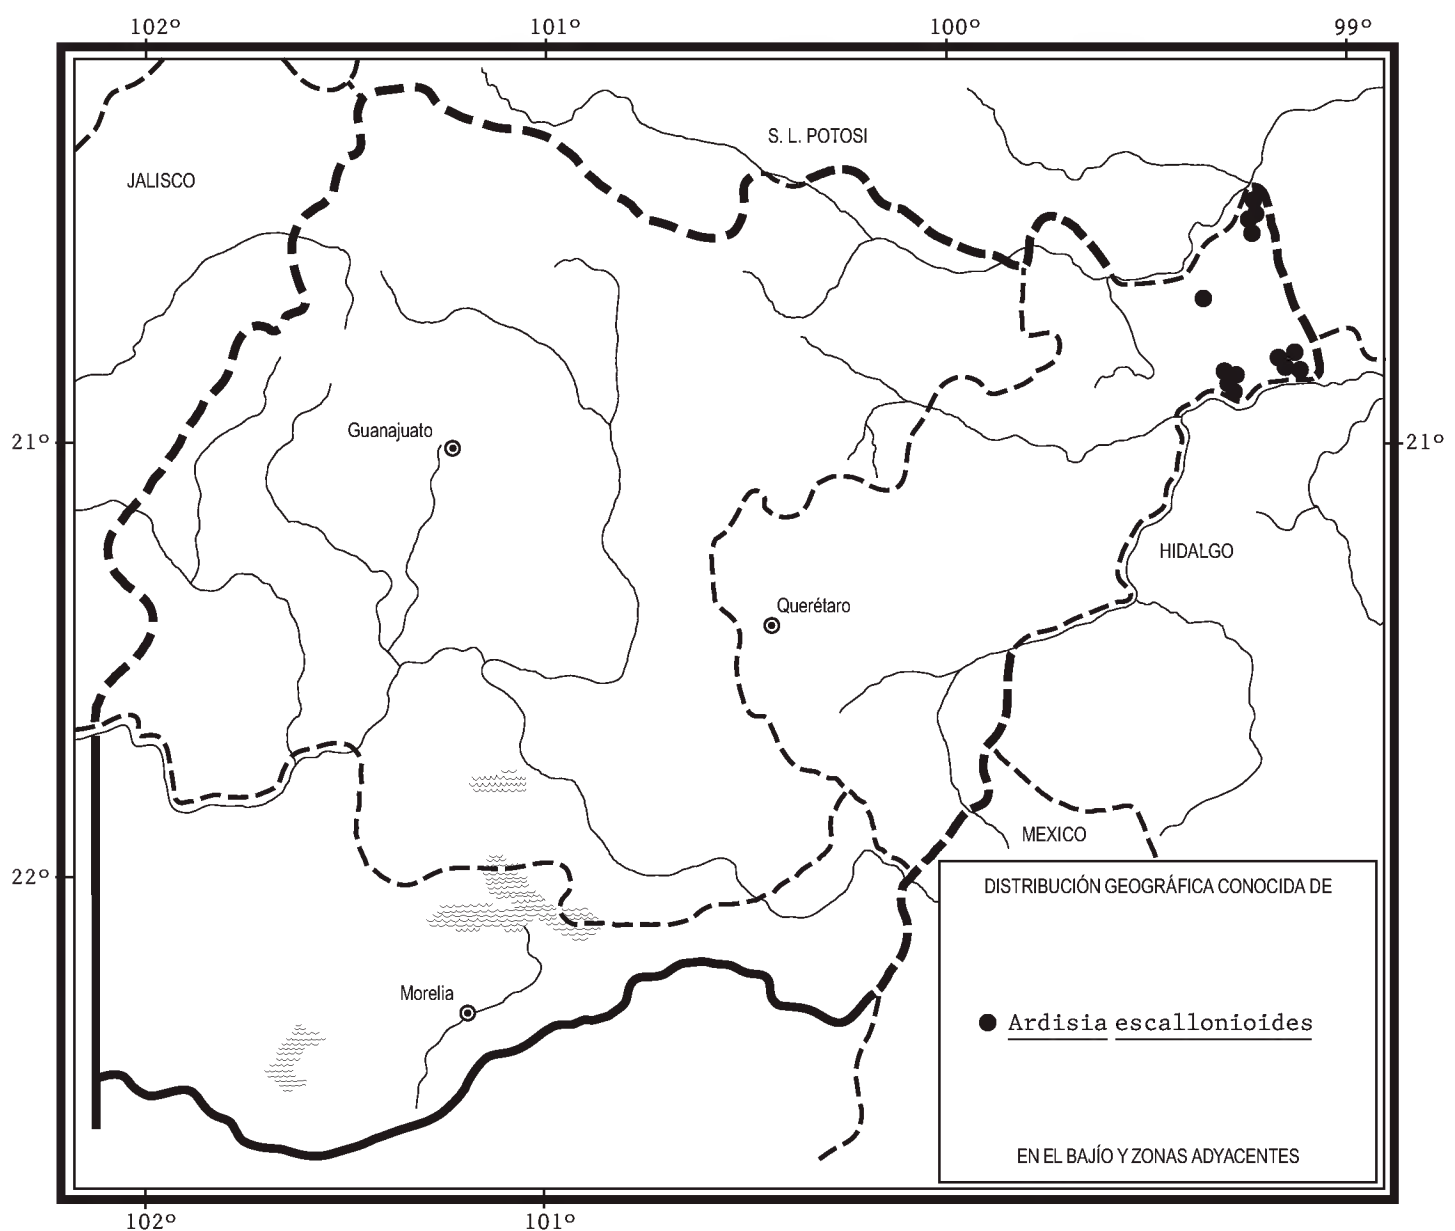 102º 101º 100º 99º
S. L. POTOSI
JALISCO
Guanajuato
21º 21º
HIDALGO
Querétaro
MEXICO
22º
DISTRIBUCIÓN GEOGRÁFICA CONOCIDA DE
Morelia
Ardisia escallonioides
EN EL BAJÍO Y ZONAS ADYACENTES
102º 101º